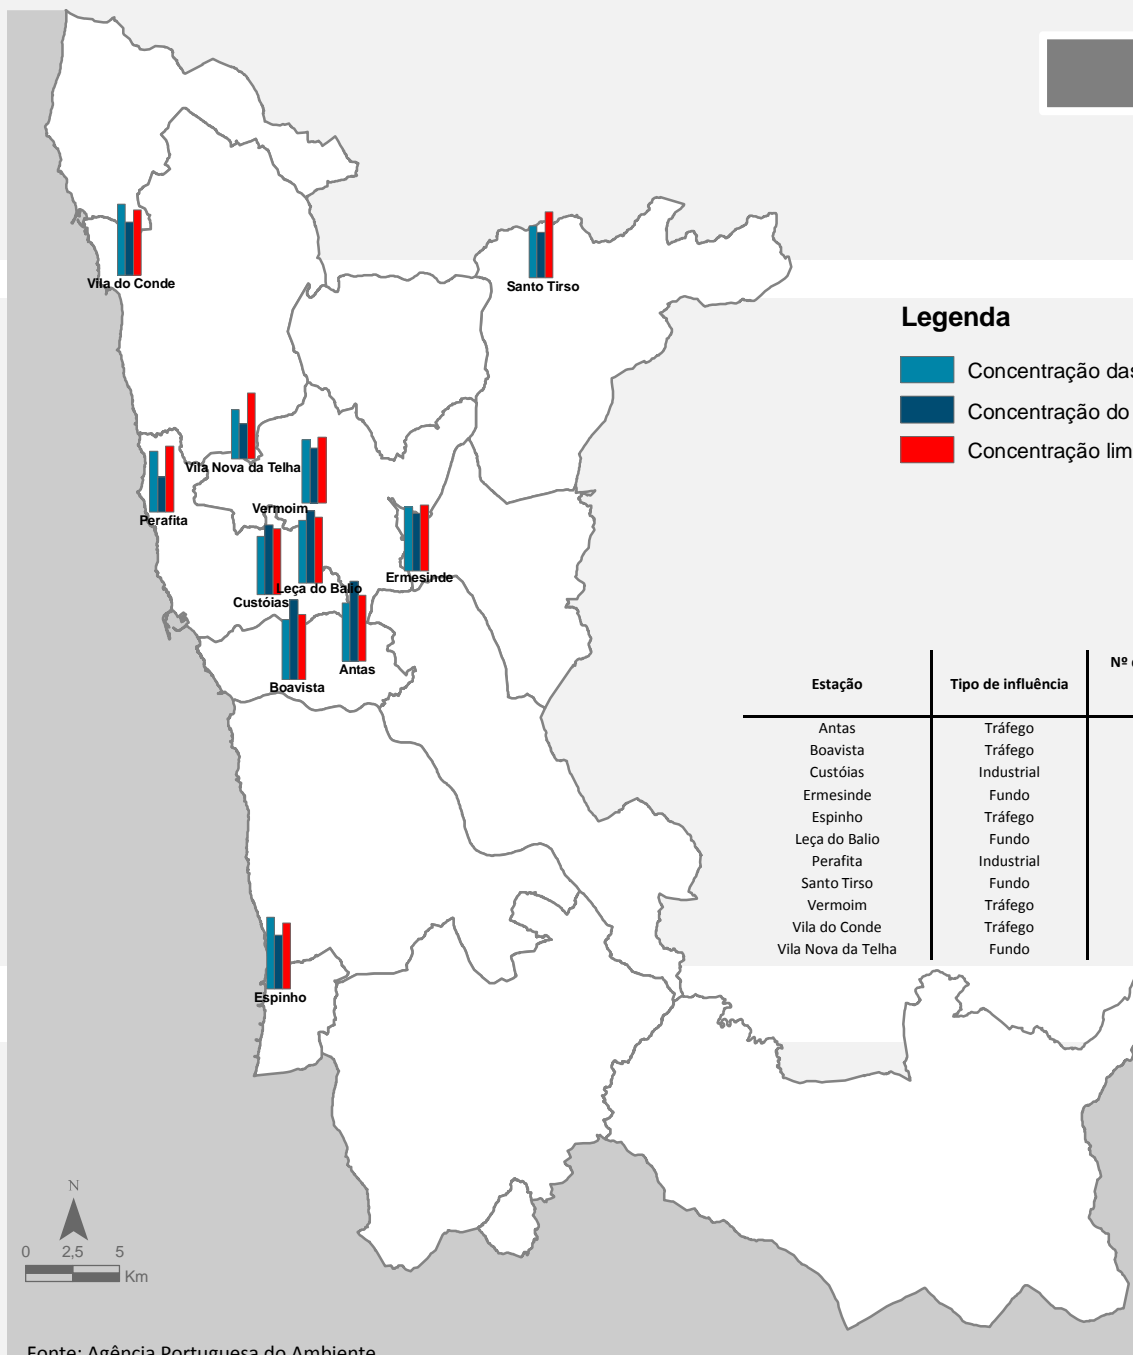 Vila do Conde
Santo Tirso
Legenda
Concentração das
Concentração do
Concentração lim
Vila Nova da Telha
Vermoim
Perafita
Ermesinde
Leça do Balio
Custóias
Antas
Boavista
Espinho
Nº
Estação Tipo de influência
Antas Tráfego
Boavista Tráfego
Custóias Industrial
Ermesinde Fundo
Espinho Tráfego
Leça do Balio Fundo
Perafita Industrial
Santo Tirso Fundo
Vermoim Tráfego
Vila do Conde Tráfego
Vila Nova da Telha Fundo
N
0 2,5 5
Km
Fonte: Agência Portuguesa do Ambiente